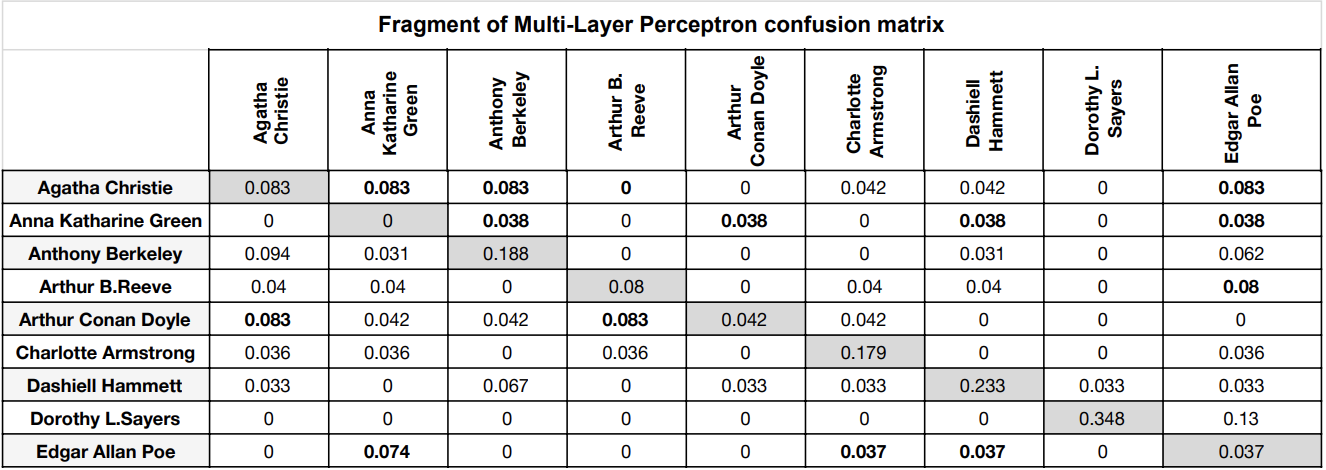 Fragment of Multi-Layer Perceptron confusion matrix
Agatha
Christie
Anna
Katharine
Green
Anthony
Berkeley
Arthur B.
Reeve
Arthur
Conan Doyle
Charlotte
Armstrong
Dashiell
Hammett
Dorothy L.
Sayers
Edgar Allan
Poe
Agatha Christie 0.083 0.083 0.083 0 0 0.042 0.042 0 0.083
Anna Katharine Green 0 0 0.038 0 0.038 0 0.038 0 0.038
Anthony Berkeley 0.094 0.031 0.188 0 0 0 0.031 0 0.062
Arthur B.Reeve 0.04 0.04 0 0.08 0 0.04 0.04 0 0.08
Arthur Conan Doyle 0.083 0.042 0.042 0.083 0.042 0.042 0 0 0
Charlotte Armstrong 0.036 0.036 0 0.036 0 0.179 0 0 0.036
Dashiell Hammett 0.033 0 0.067 0 0.033 0.033 0.233 0.033 0.033
Dorothy L.Sayers 0 0 0 0 0 0 0 0.348 0.13
Edgar Allan Poe 0 0.074 0 0 0 0.037 0.037 0 0.037